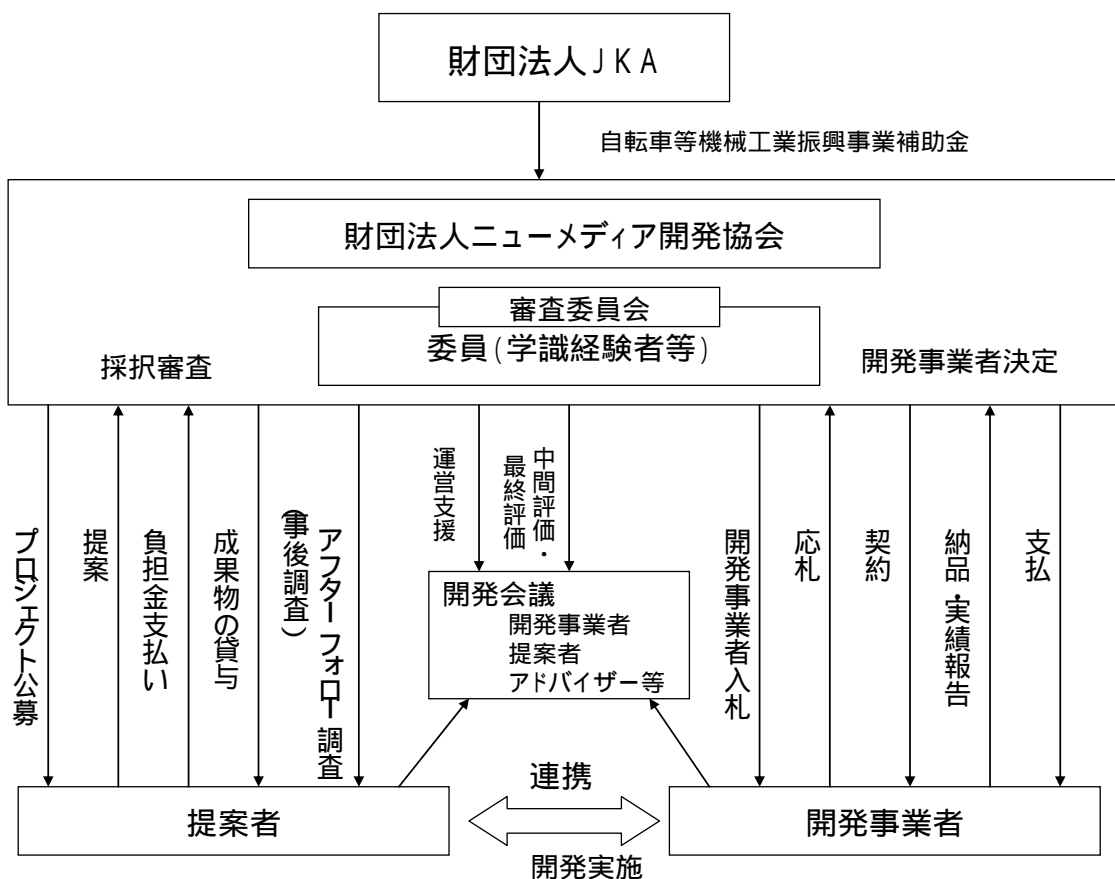 財団法人JKA
自転車等機械工業振興事業補助金
財団法人ニューメディア開発協会
審査委員会
委員(学識経験者等)
採択審査
開発事業者決定
プロジェクト公募
提案
負担金支払い
成果物の貸与
アフターフォロー調査
(事後調査)
運営支援
中間評価・
最終評価
開発事業者入札
応札
契約
納品・実績報告
支払
開発会議
開発事業者
提案者
アドバイザー等
提案者
連携
開発実施
開発事業者